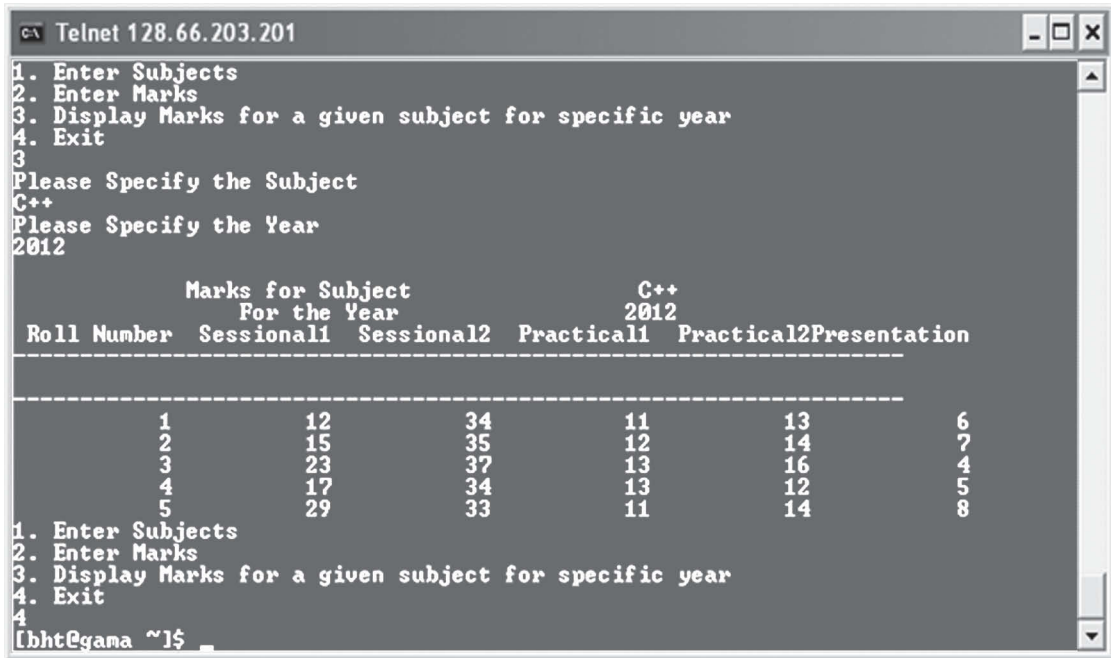 Telnet 128.66.203.201
1. Enter Subjects
2. Enter Marks
3. Display Marks for a given subject for specific year
4. Exit
3
Please Specify the Subject
C++
Please Specify the Year
2012
Marks for Subject C++
For the Year 2012
Roll Number Sessional1 Sessional2 Practical1 Practical2Presentation
1 12 34 11 13 6
2 15 35 12 14 7
3 23 37 13 16 4
4 17 34 13 12 5
5 29 33 11 14 8
1. Enter Subjects
2. Enter Marks
3. Display Marks for a given subject for specific year
4. Exit
4
[bht@gama ~]$ _